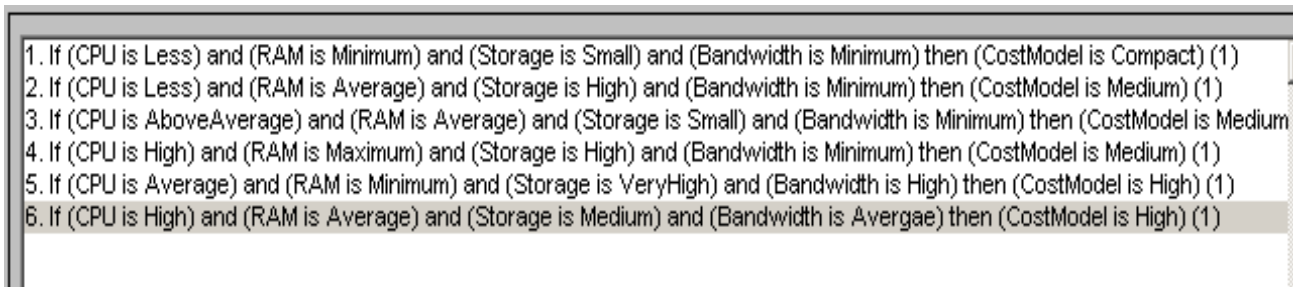 1. If (CPU is Less) and (RAM is Minimum) and (Storage is Small) and (Bandwidth is Minimum) then (CostModel is Compact) (1)
2. If (CPU is Less) and (RAM is Average) and (Storage is High) and (Bandwidth is Minimum) then (CostModel is Medium) (1)
3. If (CPU is AboveAverage) and (RAM is Average) and (Storage is Small) and (Bandwidth is Minimum) then (CostModel is Medium
4. If (CPU is High) and (RAM is Maximum) and (Storage is High) and (Bandwidth is Minimum) then (CostModel is Medium) (1)
5. If (CPU is Average) and (RAM is Minimum) and (Storage is VeryHigh) and (Bandwidth is High) then (CostModel is High) (1)
6. If (CPU is High) and (RAM is Average) and (Storage is Medium) and (Bandwidth is Avergae) then (CostModel is High) (1)